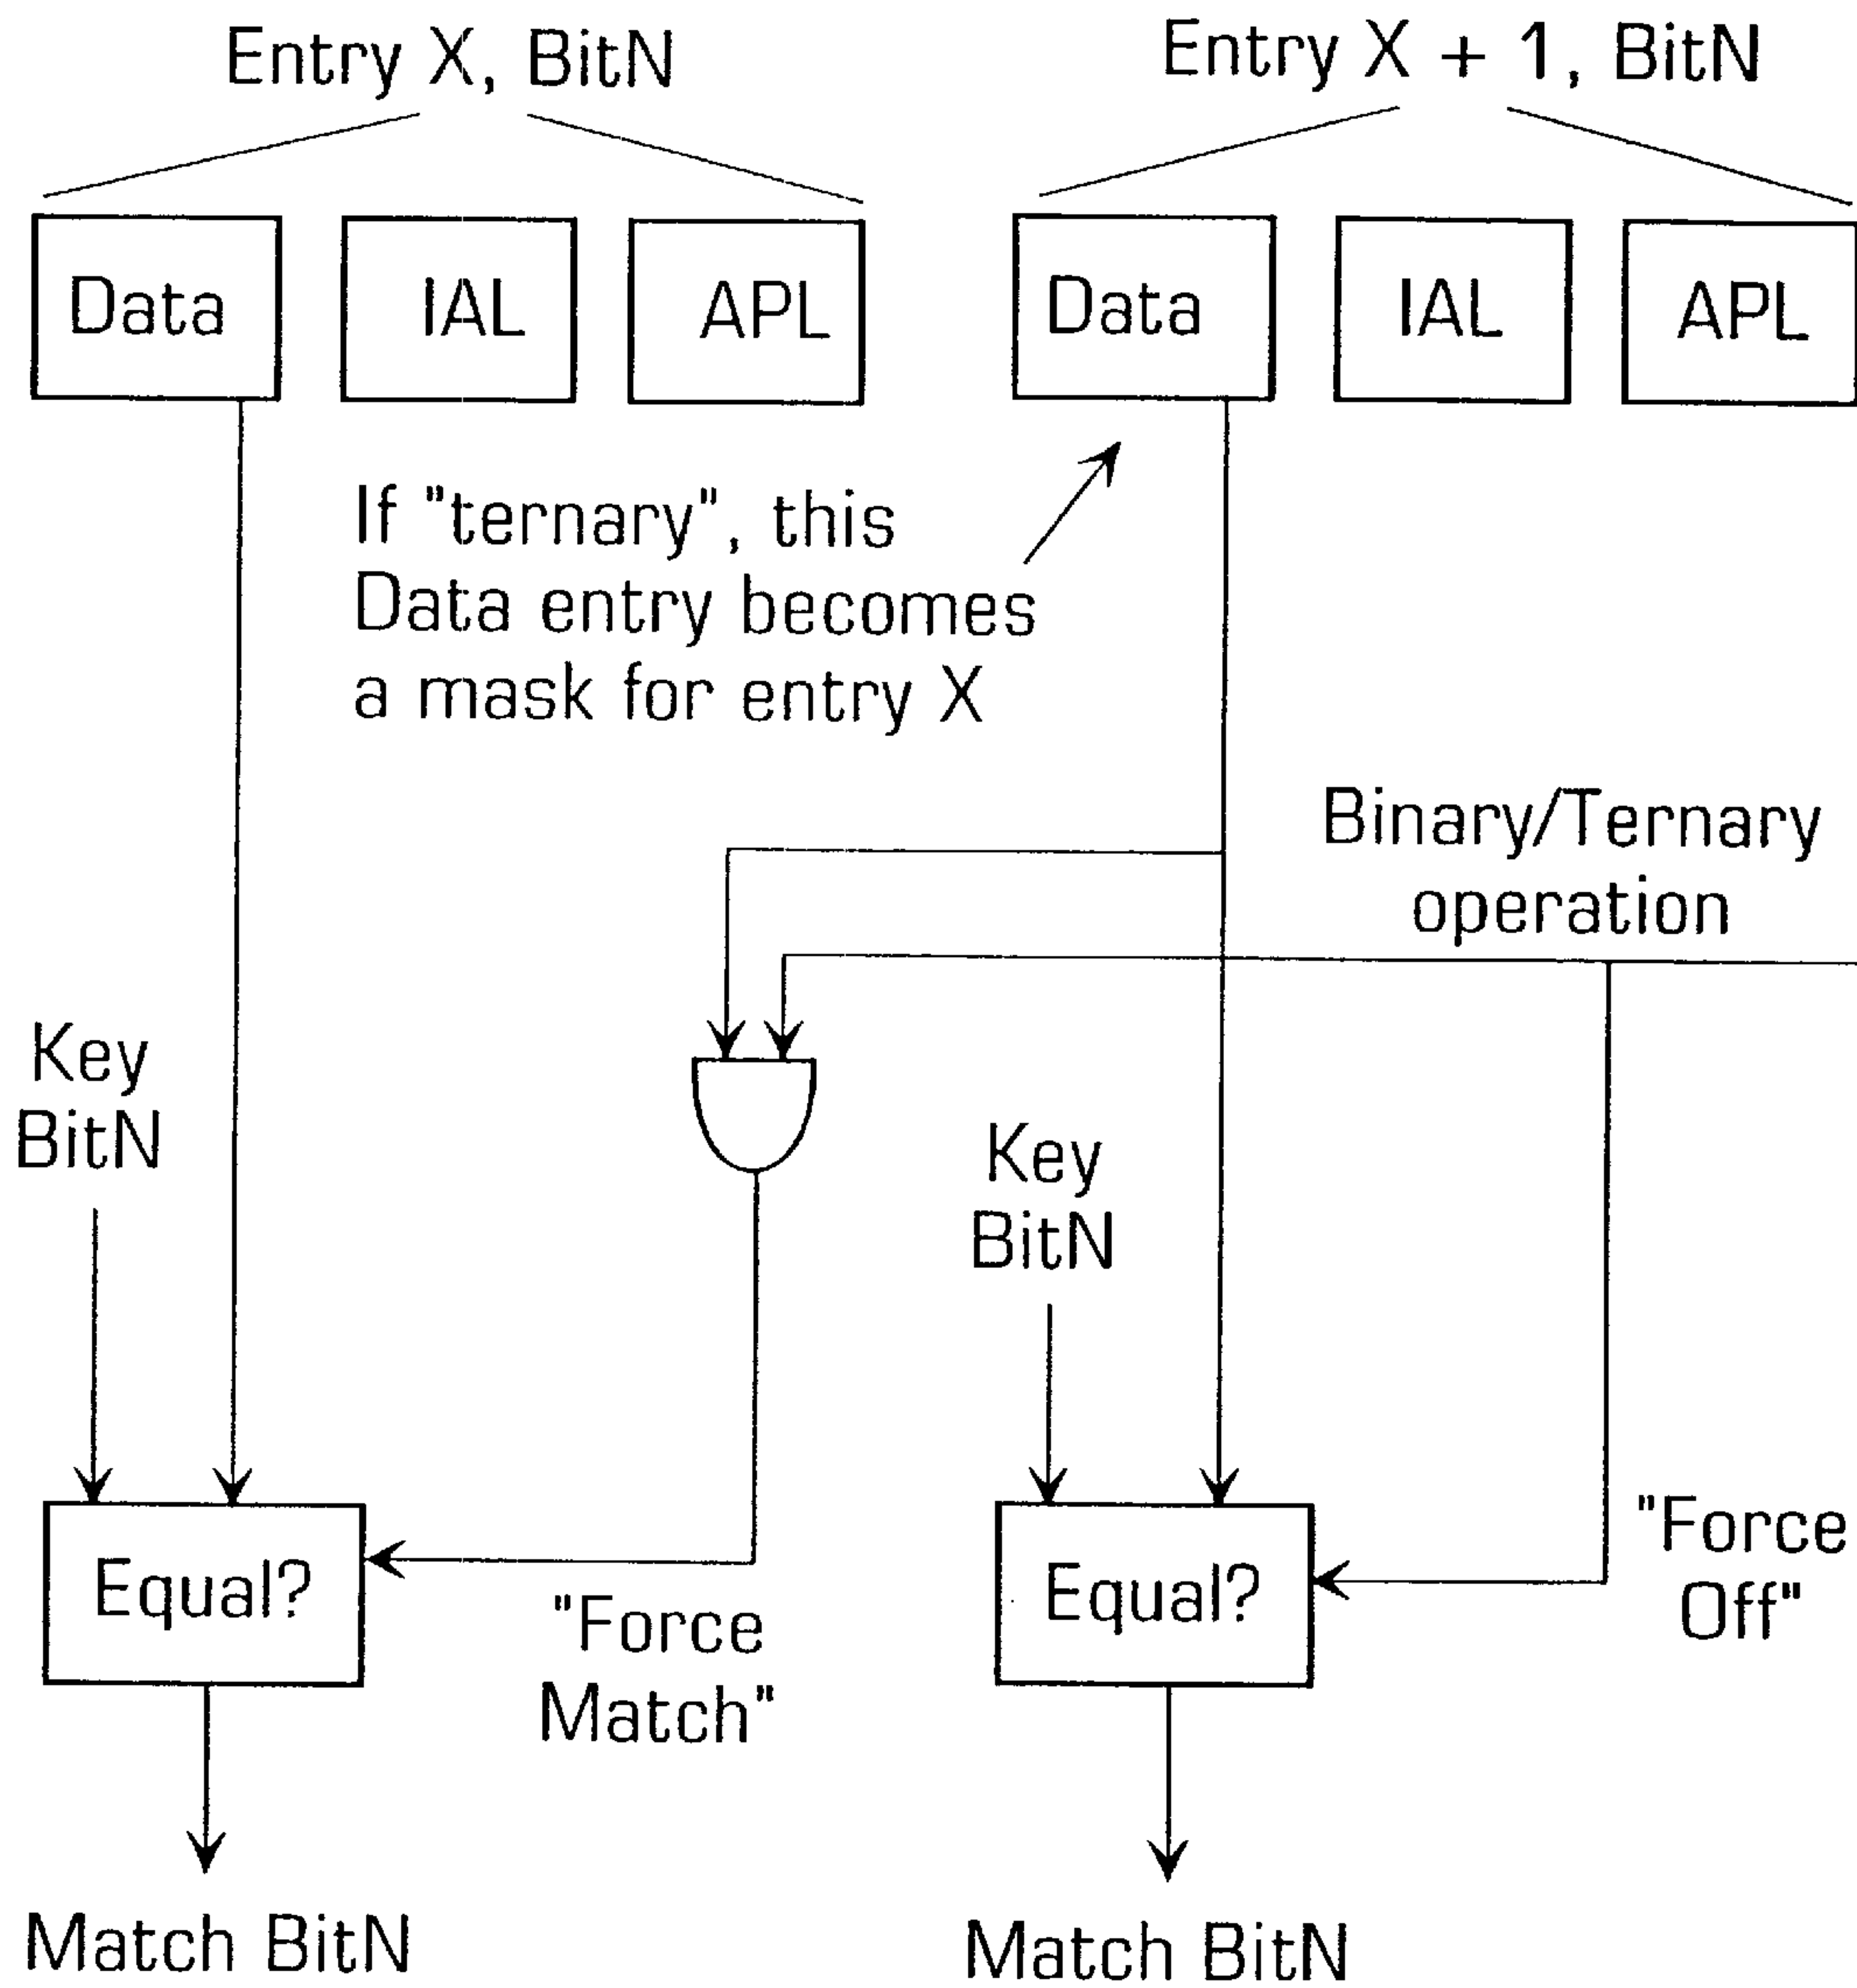 Entry X, BitN
Entry X + 1, BitN
Data
IAL
APL
Data
IAL
APL
If "ternary", this
Data entry becomes
a mask for entry X
Binary/Ternary
operation
Key
BitN
Key
BitN
Equal?
"Force
Match"
Equal?
"Force
Off"
Match BitN
Match BitN